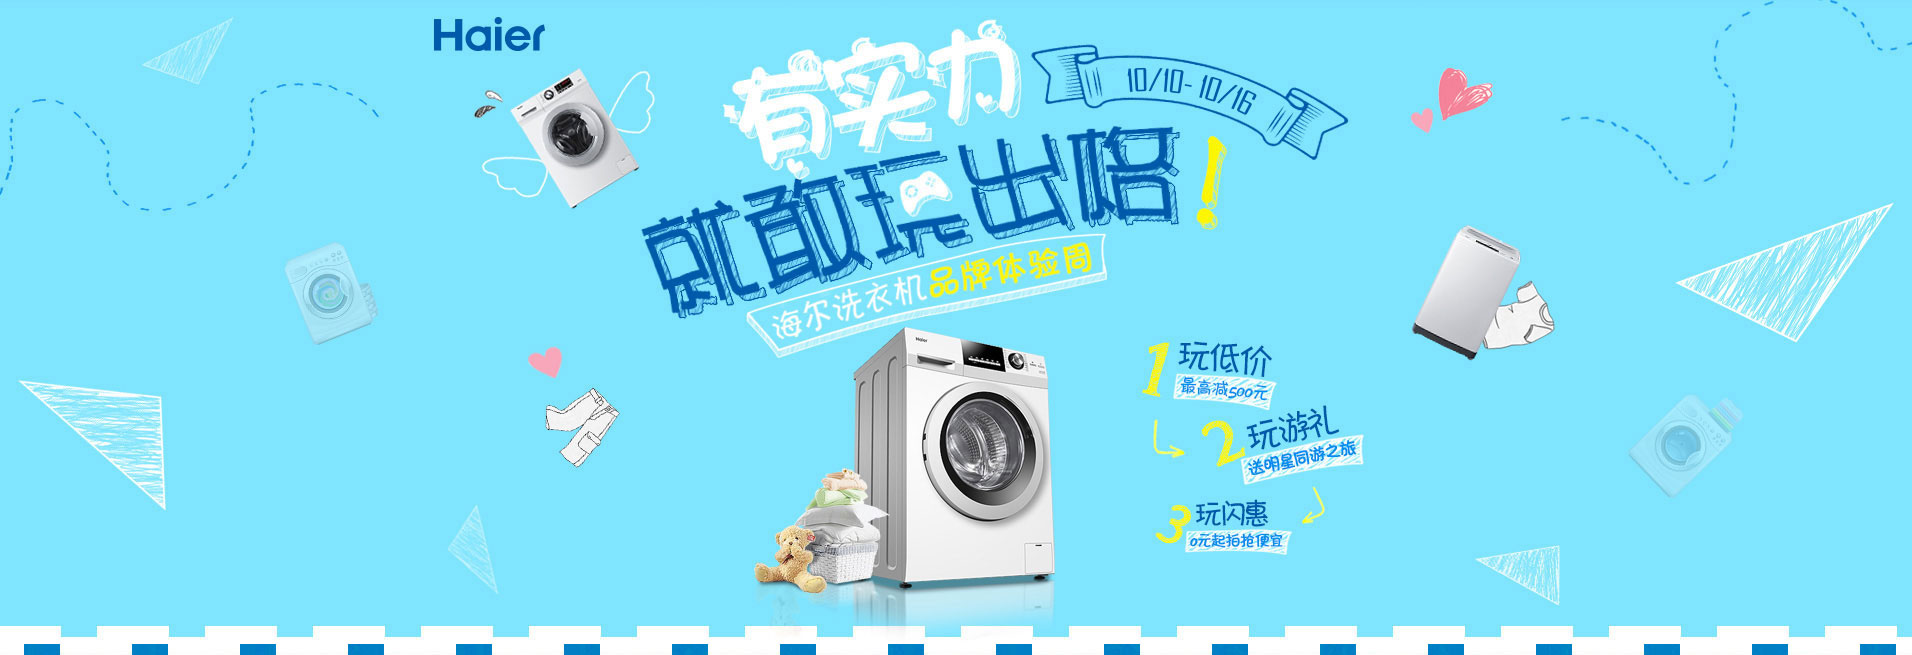 Haier
有实力
10/10-10/16
就敢玩出格!
海尔洗衣机品牌体验周
Haier
1 玩低价
最高减500元
2 玩游礼
送明星同游之旅
3 玩闪惠
0元起拍抢便宜